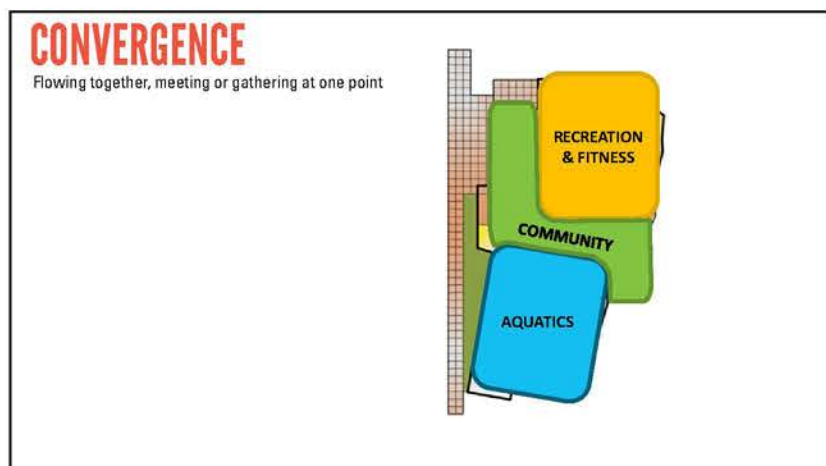 CONVERGENCE
Flowing together, meeting or gathering at one point
RECREATION
& FITNESS
COMMUNITY
AQUATICS